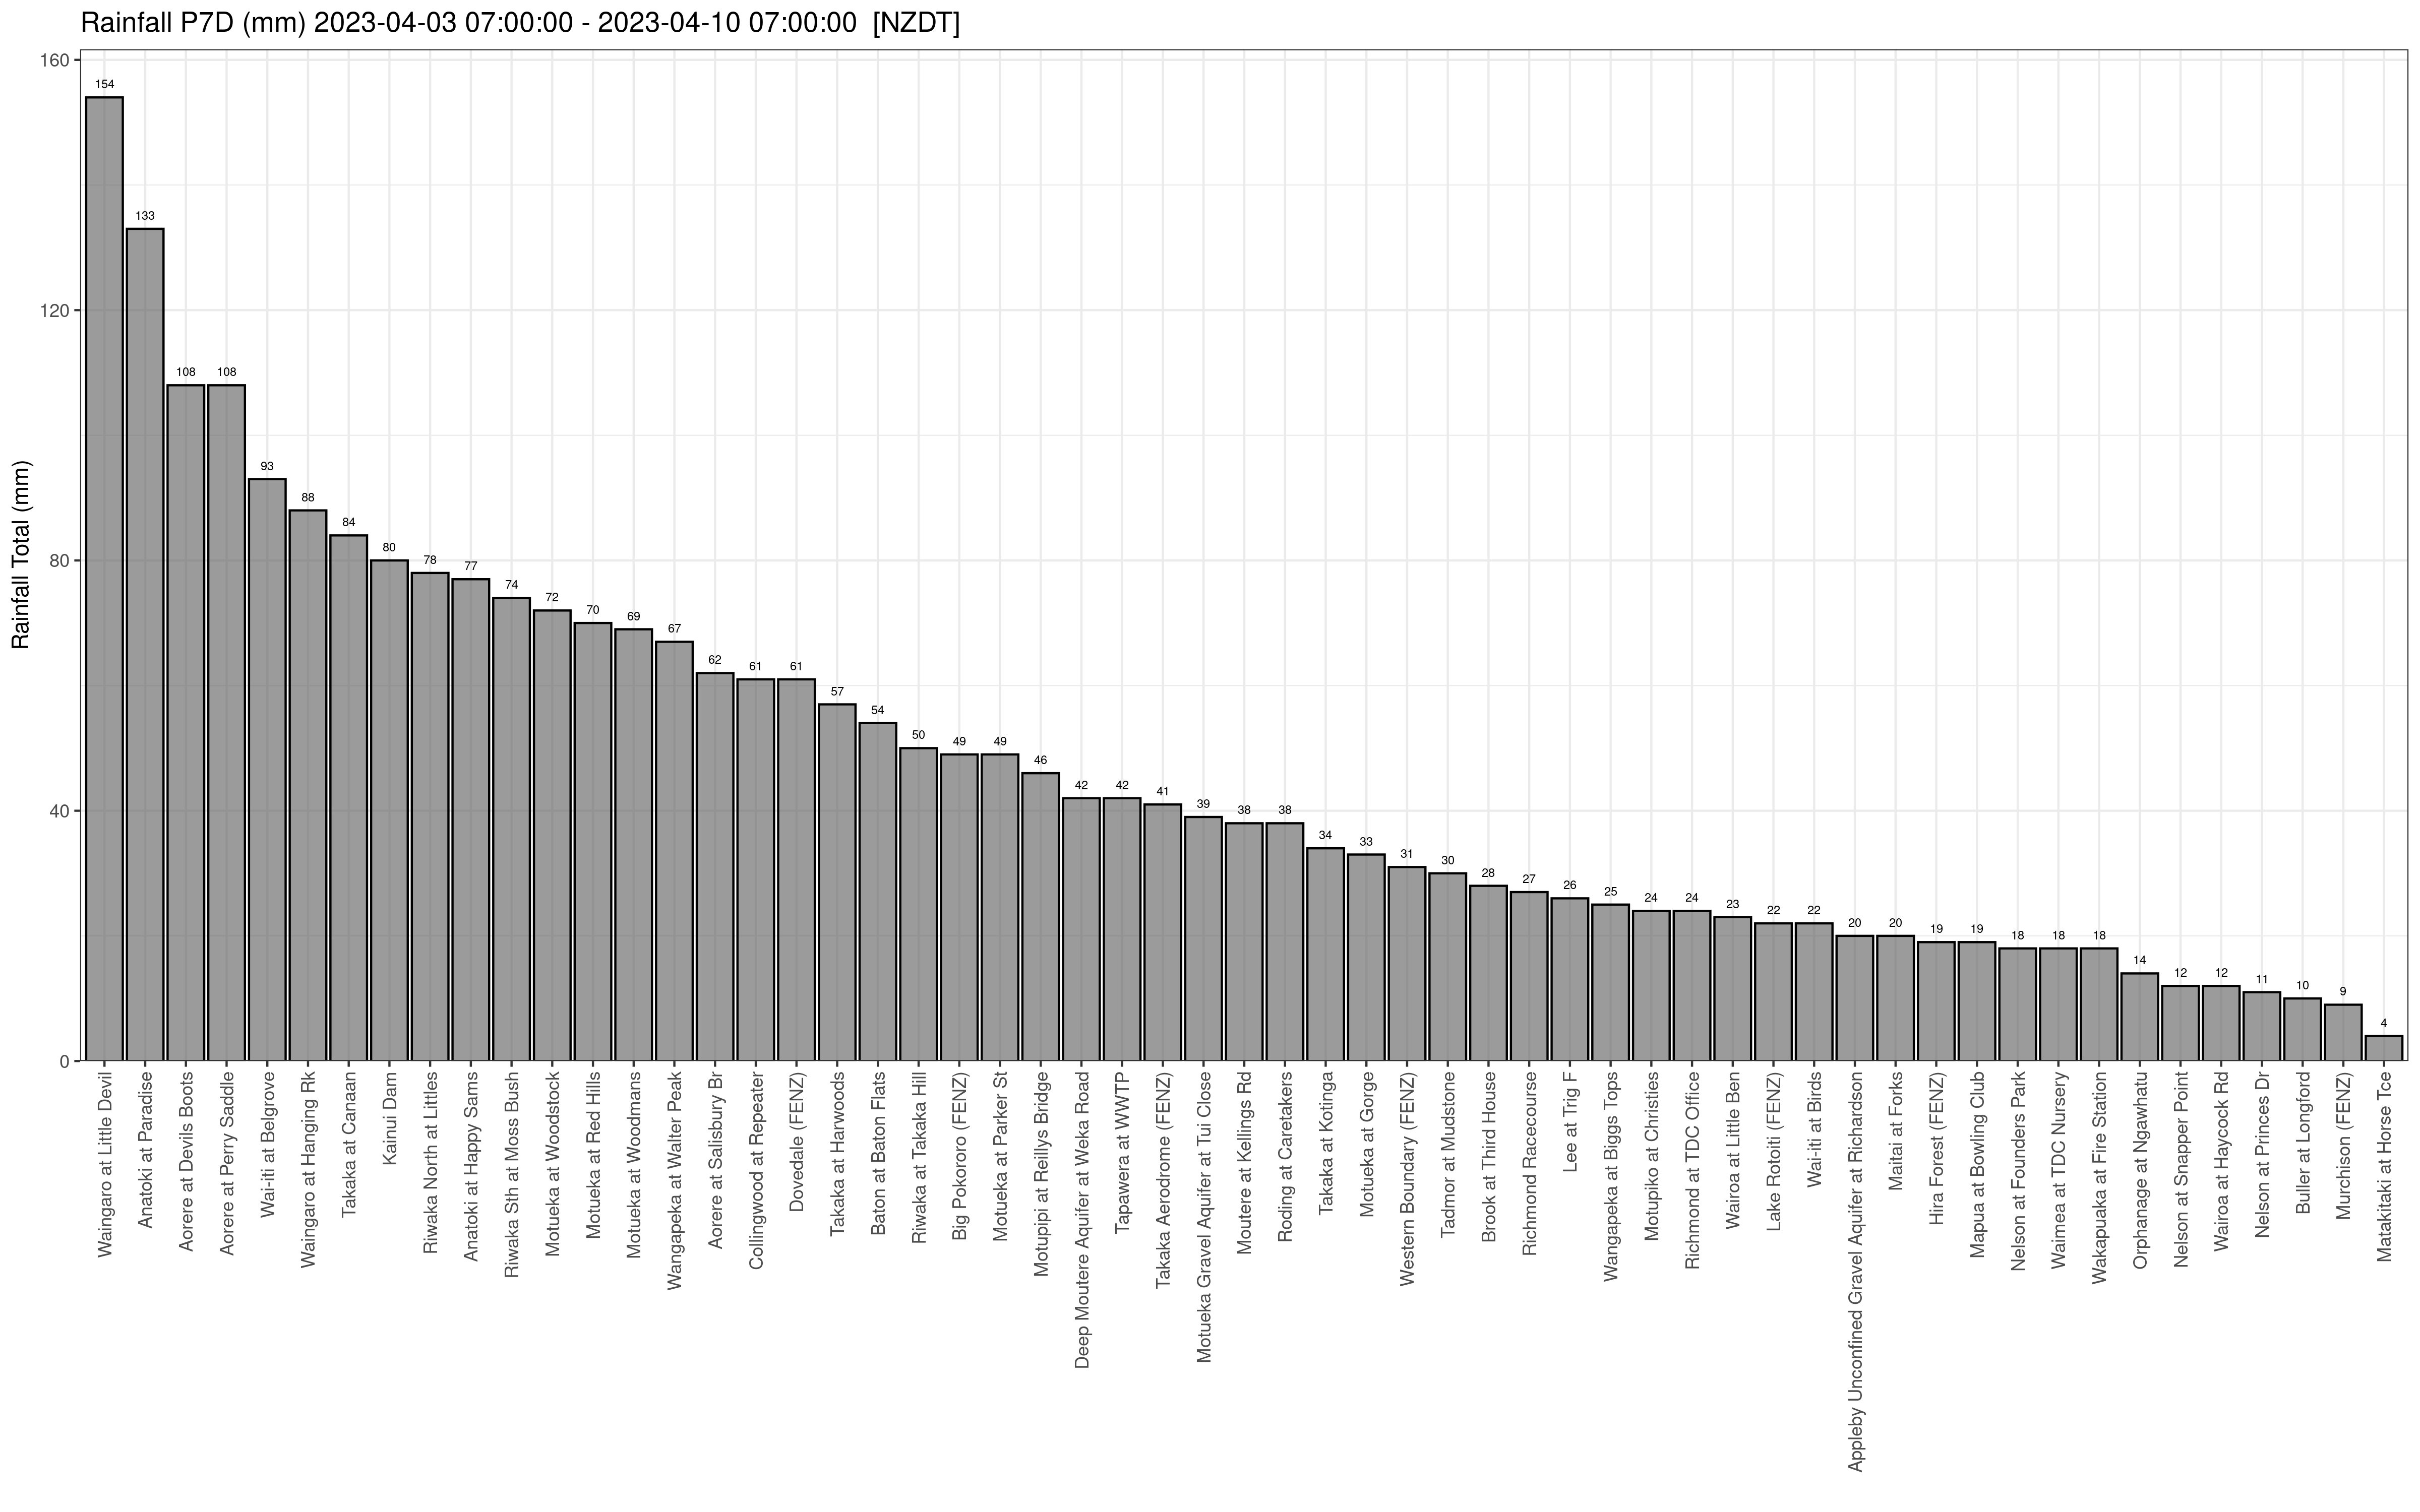 Rainfall P7D (mm) 2023-04-03 07:00:00 - 2023-04-10 07:00:00  [NZDT]
Rainfall Total (mm)
160
120
80
40
0
154
133
108
108
93
88
84
80
78
77
74
72
70
69
67
62
61
61
57
54
50
49
49
46
42
42
41
39
38
38
34
33
31
30
28
27
26
25
24
24
23
22
22
20
20
19
19
18
18
18
14
12
12
11
10
9
4
Waingaro at Little Devil
Anatoki at Paradise
Aorere at Devils Boots
Aorere at Perry Saddle
Wai-iti at Belgrove
Waingaro at Hanging Rk
Takaka at Canaan
Kainui Dam
Riwaka North at Littles
Anatoki at Happy Sams
Riwaka Sth at Moss Bush
Motueka at Woodstock
Motueka at Red Hills
Motueka at Woodmans
Wangapeka at Walter Peak
Aorere at Salisbury Br
Collingwood at Repeater
Dovedale (FENZ)
Takaka at Harwoods
Baton at Baton Flats
Riwaka at Takaka Hill
Big Pokororo (FENZ)
Motueka at Parker St
Motupipi at Reillys Bridge
Deep Moutere Aquifer at Weka Road
Tapawera at WWTP
Takaka Aerodrome (FENZ)
Motueka Gravel Aquifer at Tui Close
Moutere at Kellings Rd
Roding at Caretakers
Takaka at Kotinga
Motueka at Gorge
Western Boundary (FENZ)
Tadmor at Mudstone
Brook at Third House
Richmond Racecourse
Lee at Trig F
Wangapeka at Biggs Tops
Motupiko at Christies
Richmond at TDC Office
Wairoa at Little Ben
Lake Rotoiti (FENZ)
Wai-iti at Birds
Appleby Unconfined Gravel Aquifer at Richardson
Maitai at Forks
Hira Forest (FENZ)
Mapua at Bowling Club
Nelson at Founders Park
Waimea at TDC Nursery
Wakapuaka at Fire Station
Orphanage at Ngawhatu
Nelson at Snapper Point
Wairoa at Haycock Rd
Nelson at Princes Dr
Buller at Longford
Murchison (FENZ)
Matakitaki at Horse Tce